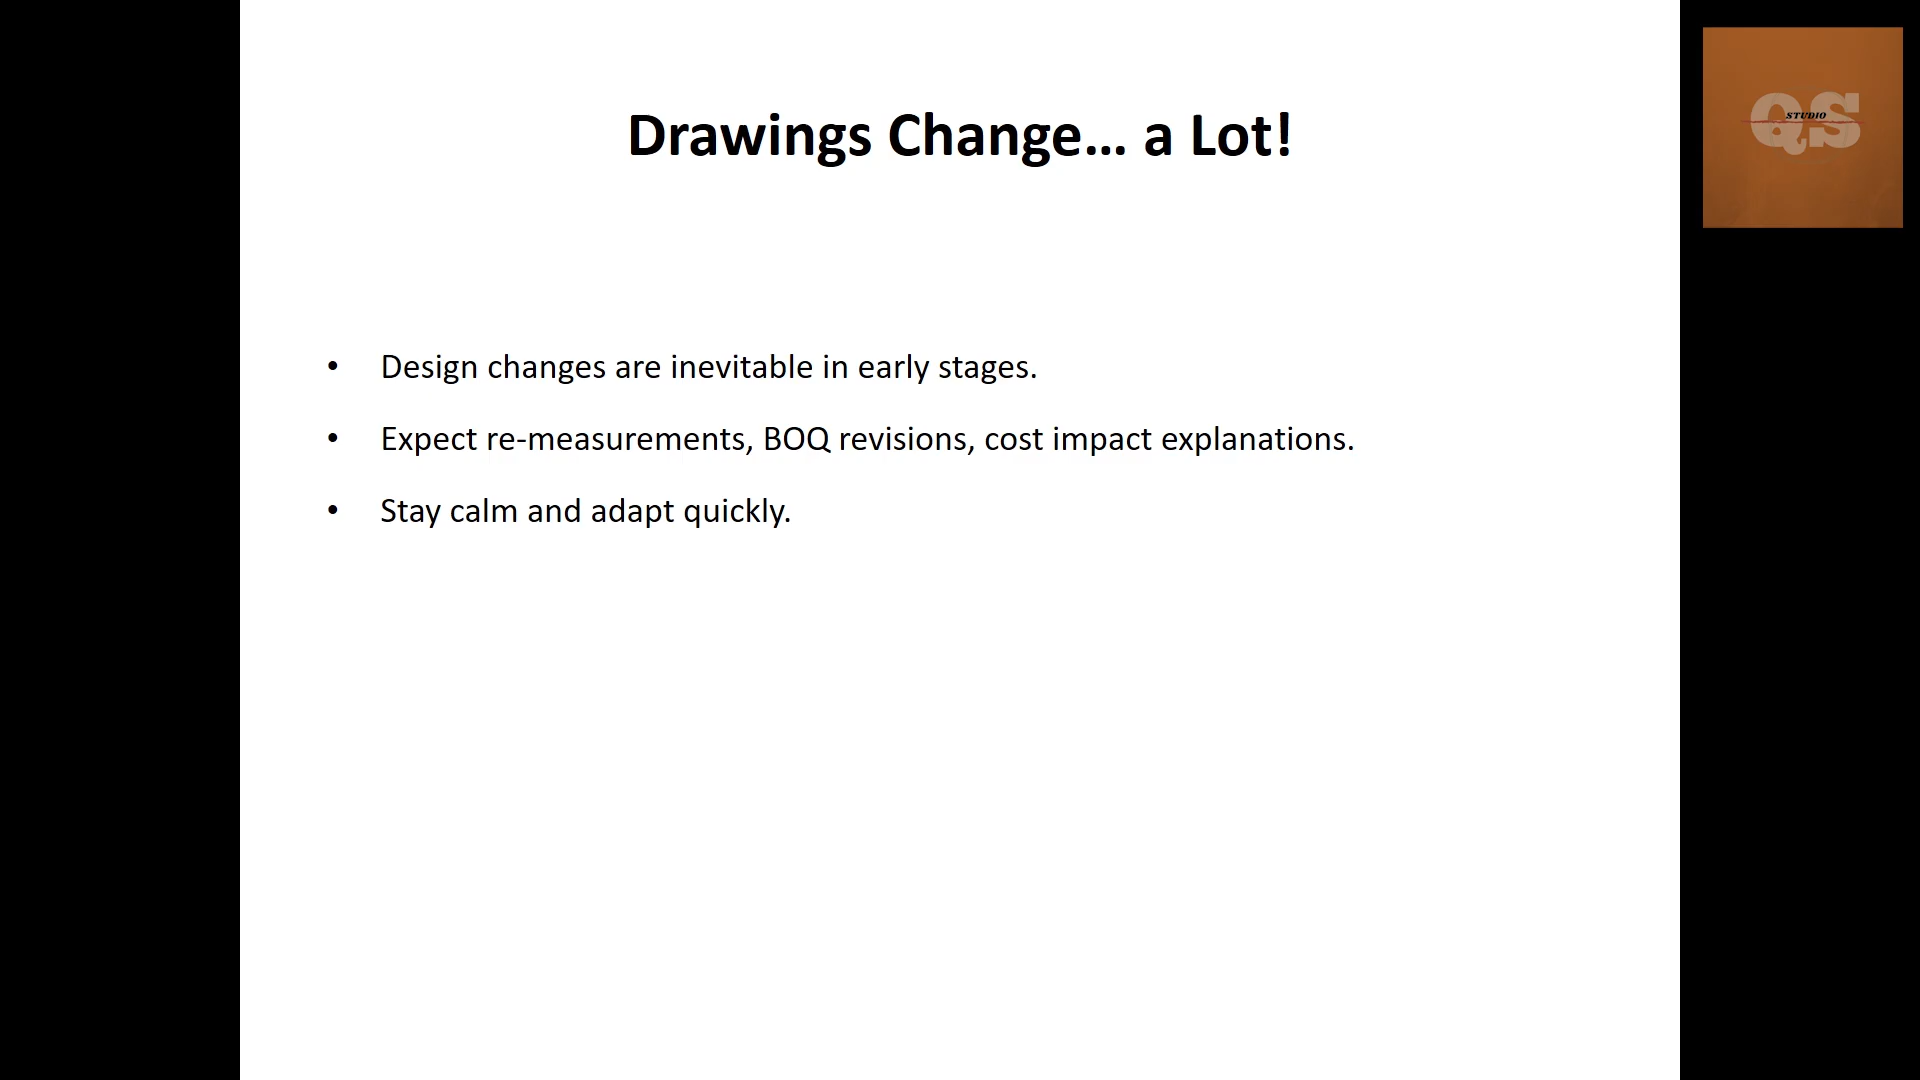 Drawings Change... a Lot!
QS
STUDIO
• Design changes are inevitable in early stages.
• Expect re-measurements, BOQ revisions, cost impact explanations.
• Stay calm and adapt quickly.